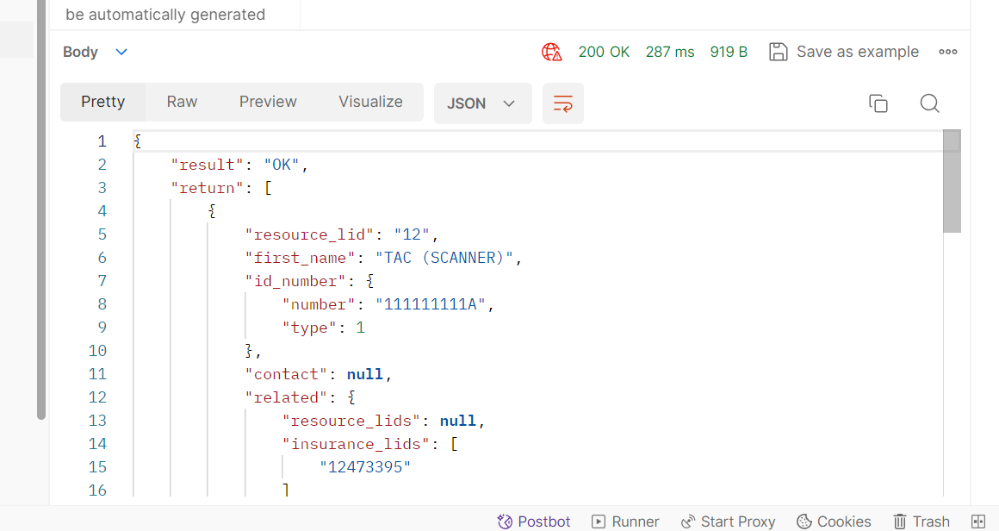 be automatically generated
Body 200 OK 287 ms 919 B Save as example
Pretty Raw Preview Visualize JSON
1 {
2 "result": "OK",
3 "return": [
4 {
5 "resource_lid": "12",
6 "first_name": "TAC (SCANNER)",
7 "id_number": {
8 "number": "111111111A",
9 "type": 1
10 },
11 "contact": null,
12 "related": {
13 "resource_lids": null,
14 "insurance_lids": [
15 "12473395"
16 ]
Postbot Runner Start Proxy Cookies Trash